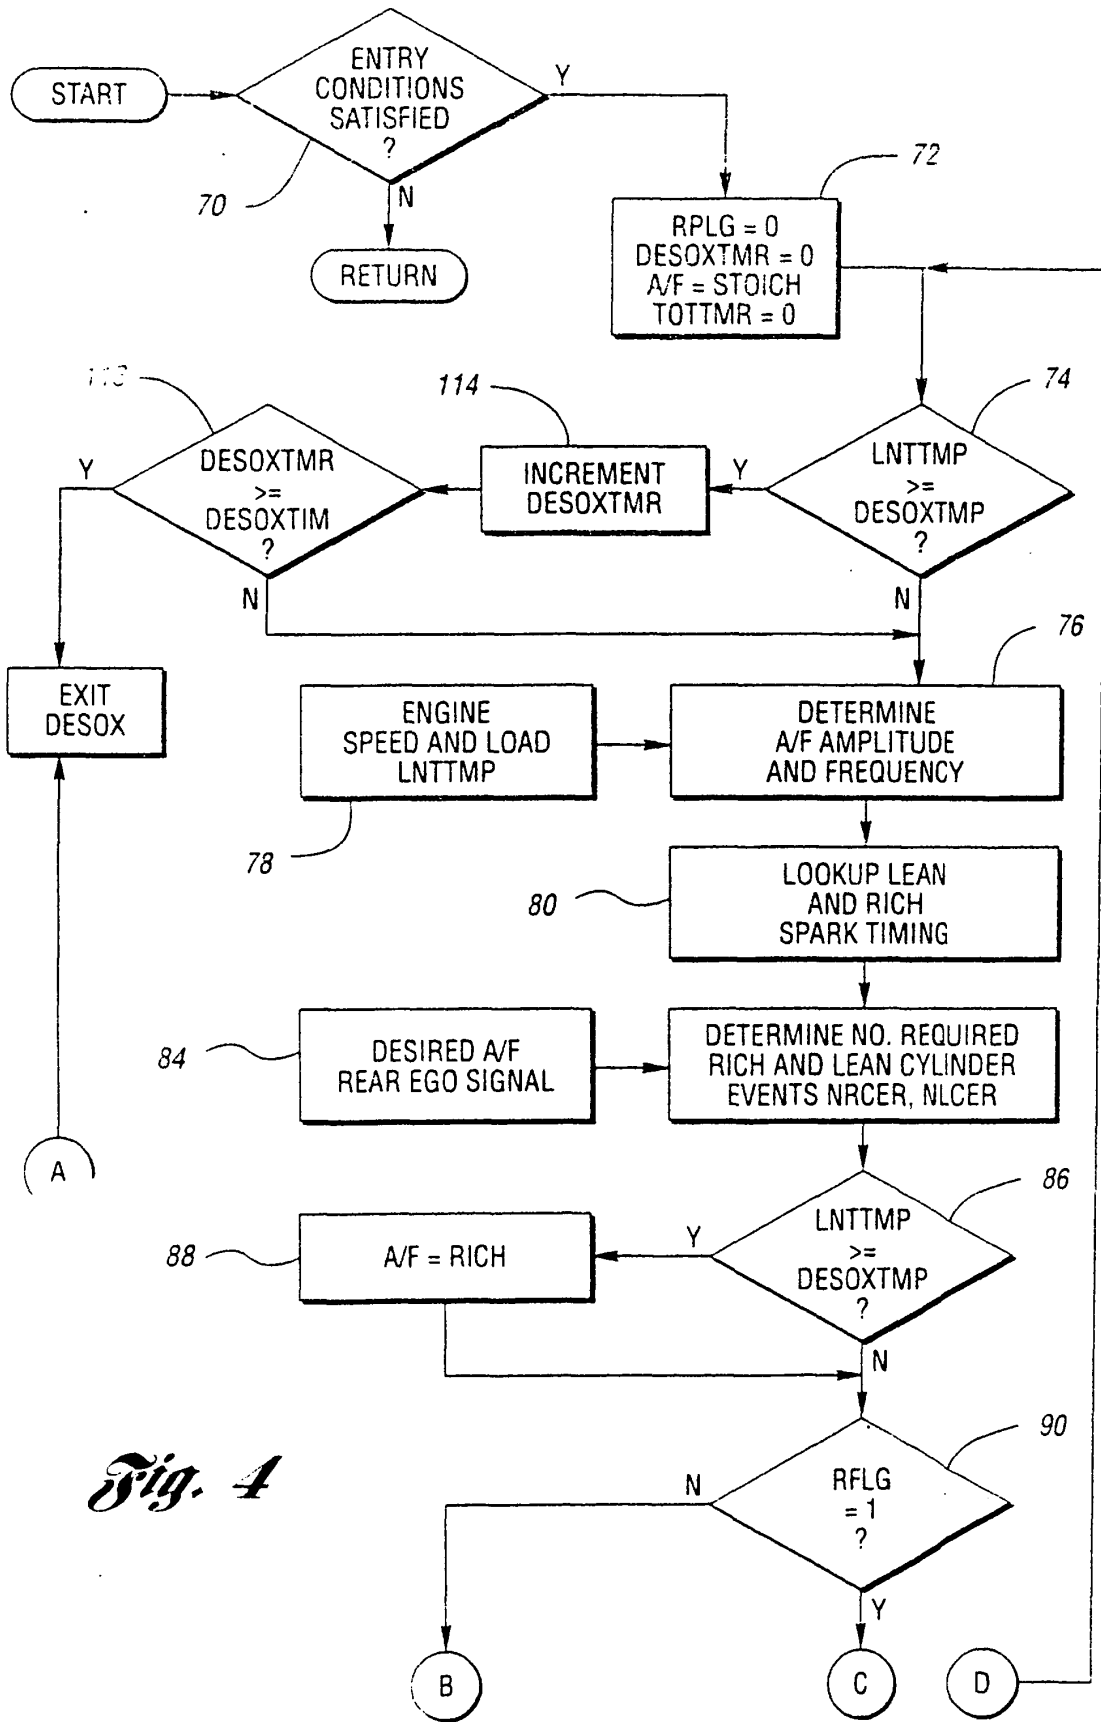 ENTRY
CONDITIONS
SATISFIED
?
START
Y
70
N
RETURN
72
RPLG = 0
DESOXTMR = 0
A/F = STOICH
TOTTMR = 0
114
74
DESOXTMR
>=
DESOXTIM
?
Y
N
INCREMENT
DESOXTMR
Y
LNTTMP
>=
DESOXTMP
?
N
76
EXIT
DESOX
ENGINE
SPEED AND LOAD
LNTTMP
78
DETERMINE
A/F AMPLITUDE
AND FREQUENCY
80
LOOKUP LEAN
AND RICH
SPARK TIMING
84
DESIRED A/F
REAR EGO SIGNAL
DETERMINE NO. REQUIRED
RICH AND LEAN CYLINDER
EVENTS NRCER, NLCER
A
86
88
A/F = RICH
Y
LNTTMP
>=
DESOXTMP
?
N
90
Fig. 4
N
RFLG
= 1
?
Y
B
C
D